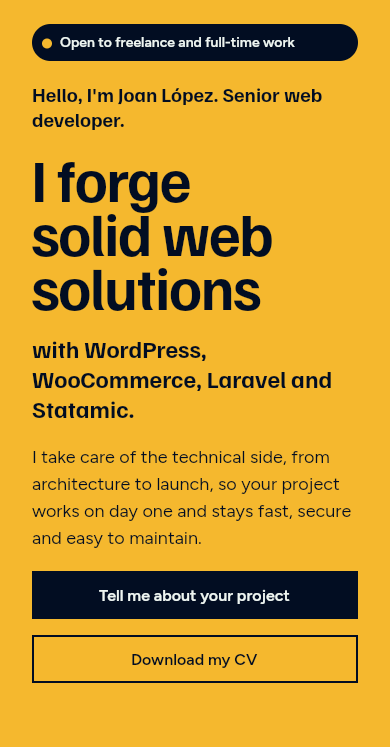 Open to freelance and full-time work
Hello, I'm Joan López. Senior web
developer.
I forge
solid web
solutions
with WordPress,
WooCommerce, Laravel and
Statamic.
I take care of the technical side, from
architecture to launch, so your project
works on day one and stays fast, secure
and easy to maintain.
Tell me about your project
Download my CV